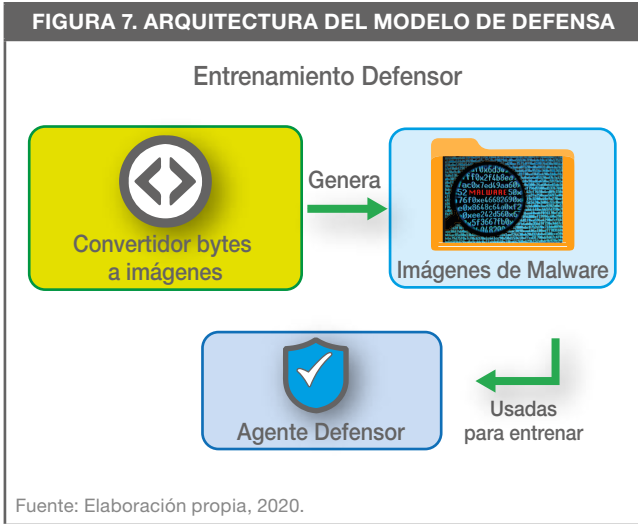 FIGURA 7. ARQUITECTURA DEL MODELO DE DEFENSA
Entrenamiento Defensor
Convertidor bytes
a imágenes
Genera
MALWARE
Imágenes de Malware
Agente Defensor
Usadas
para entrenar
Fuente: Elaboración propia, 2020.